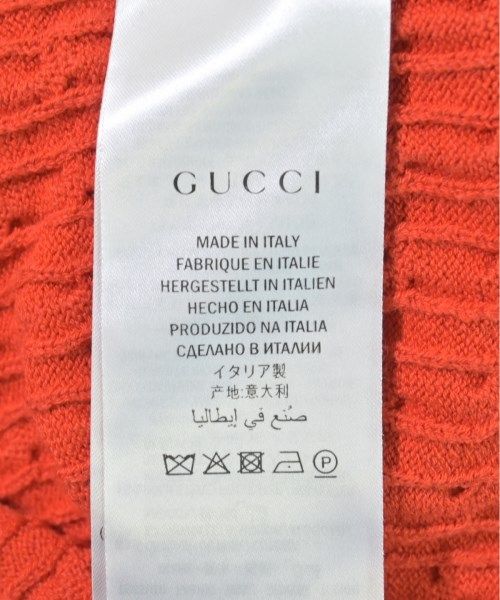 GUCCI
MADE IN ITALY
FABRIQUE EN ITALIE
HERGESTELLT IN ITALIEN
HECHO EN ITALIA
PRODUZIDO NA ITALIA
СДЕЛАНО В ИТАЛИИ
イタリア製
产地:意大利
صُنع في إيطاليا
P